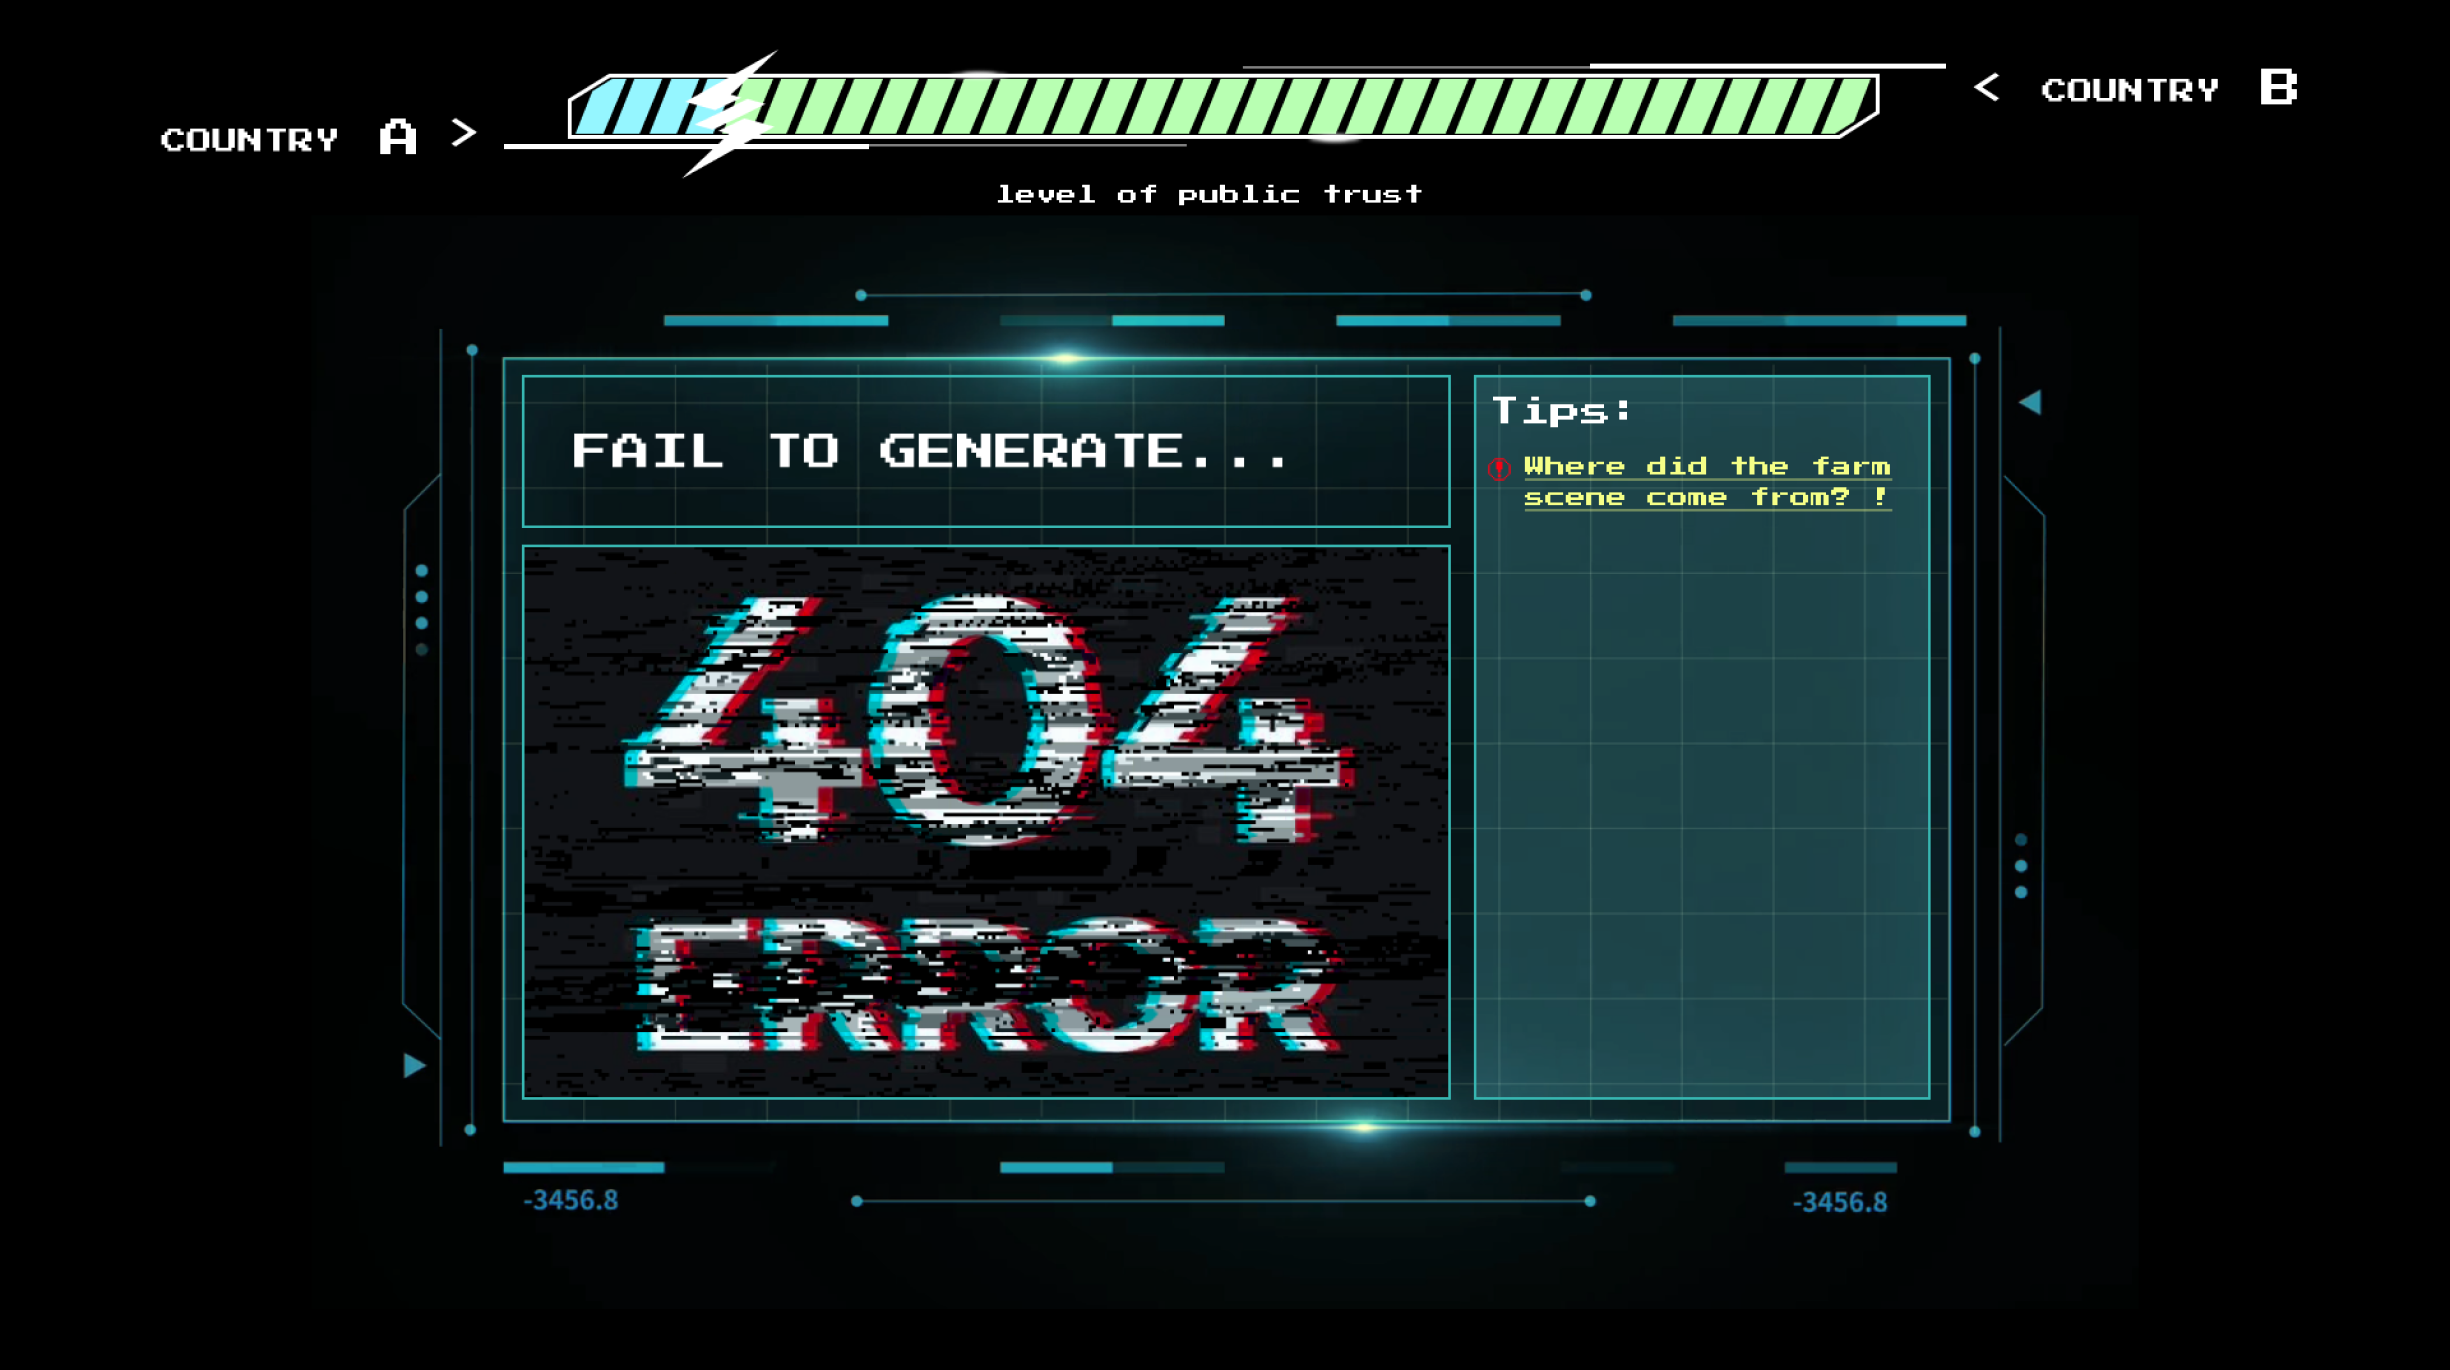 COUNTRY A >
< COUNTRY B
level of public trust
FAIL TO GENERATE...
Tips:
Where did the farm
scene come from? !
404
ERROR
-3456.8
-3456.8